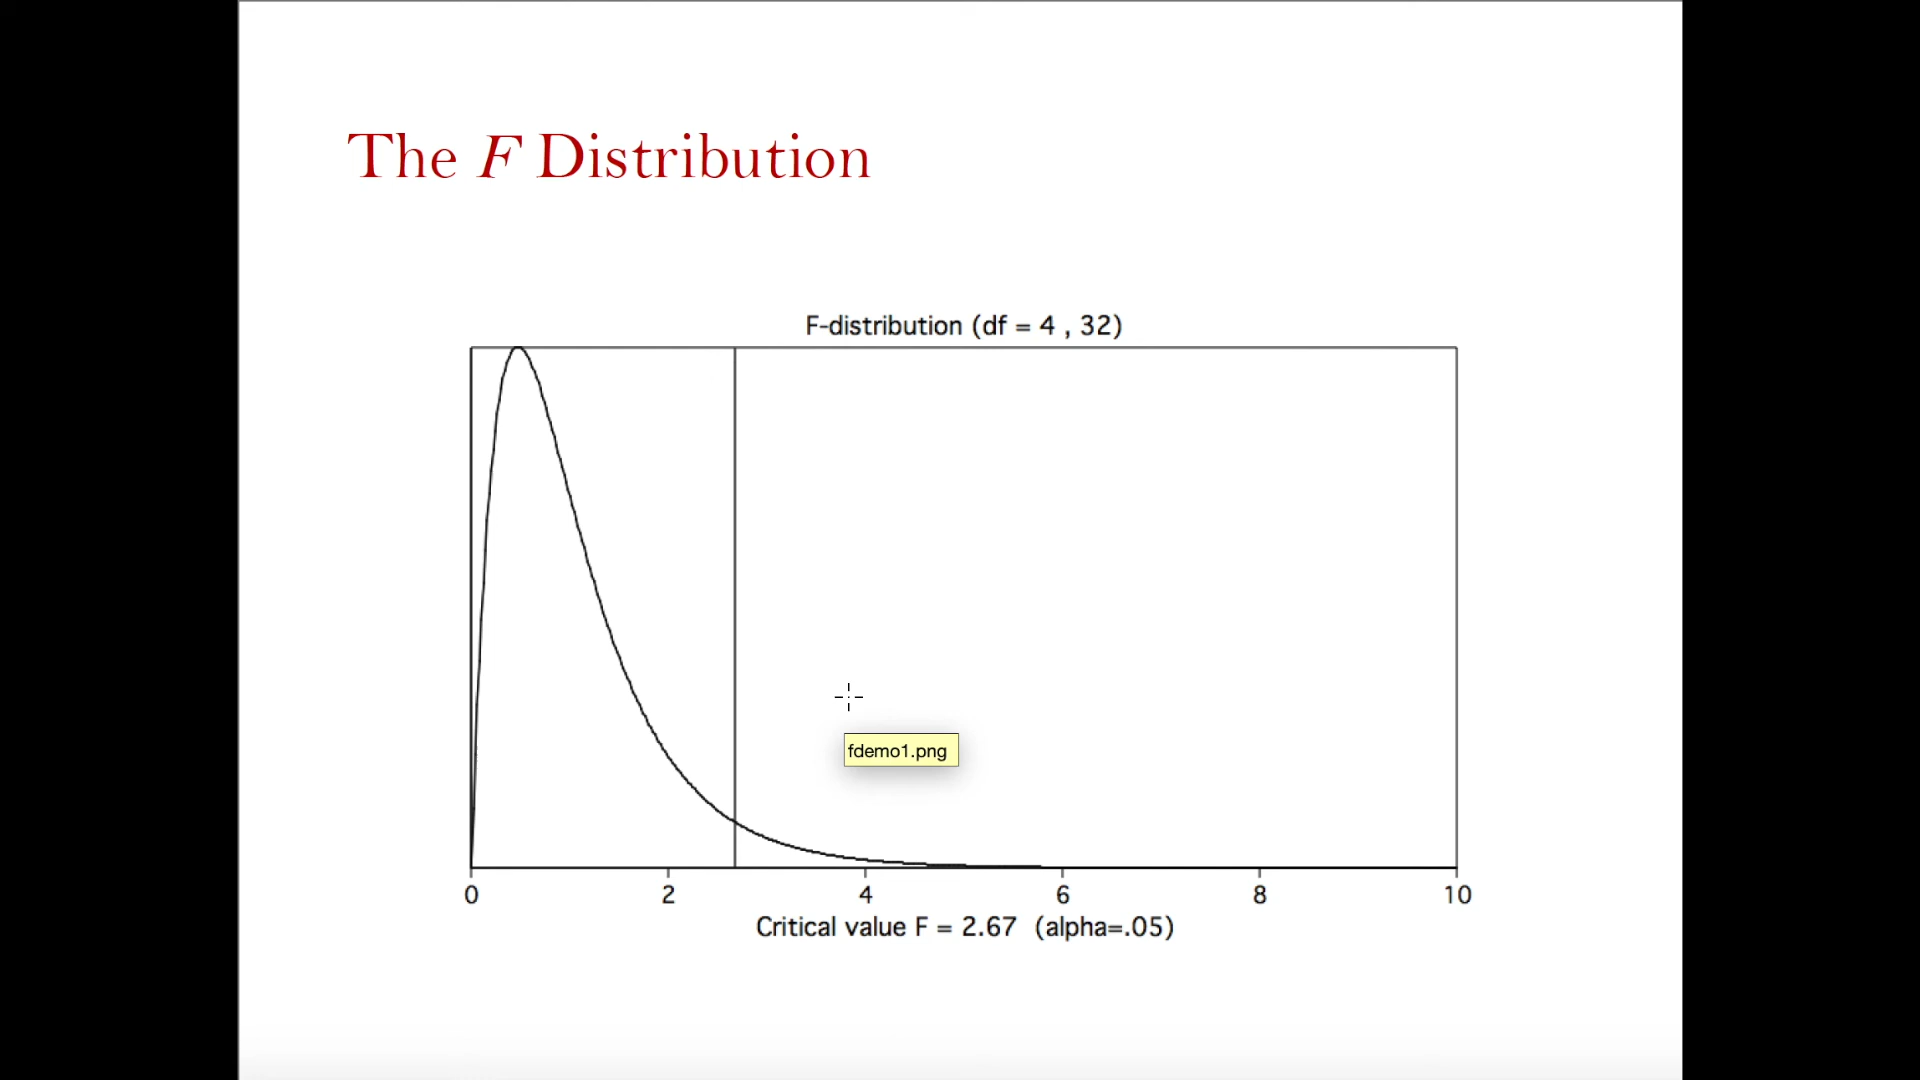 The F Distribution
F-distribution (df = 4 , 32)
fdemo1.png
0 2 4 6 8 10
Critical value F = 2.67 (alpha=.05)